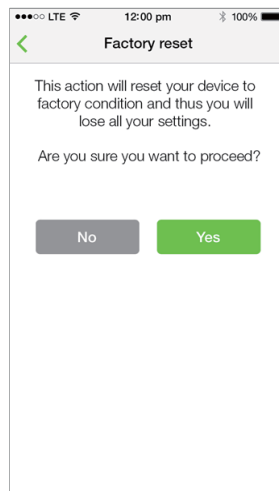 LTE 12:00 pm 100%
Factory reset
This action will reset your device to
factory condition and thus you will
lose all your settings.
Are you sure you want to proceed?
No Yes